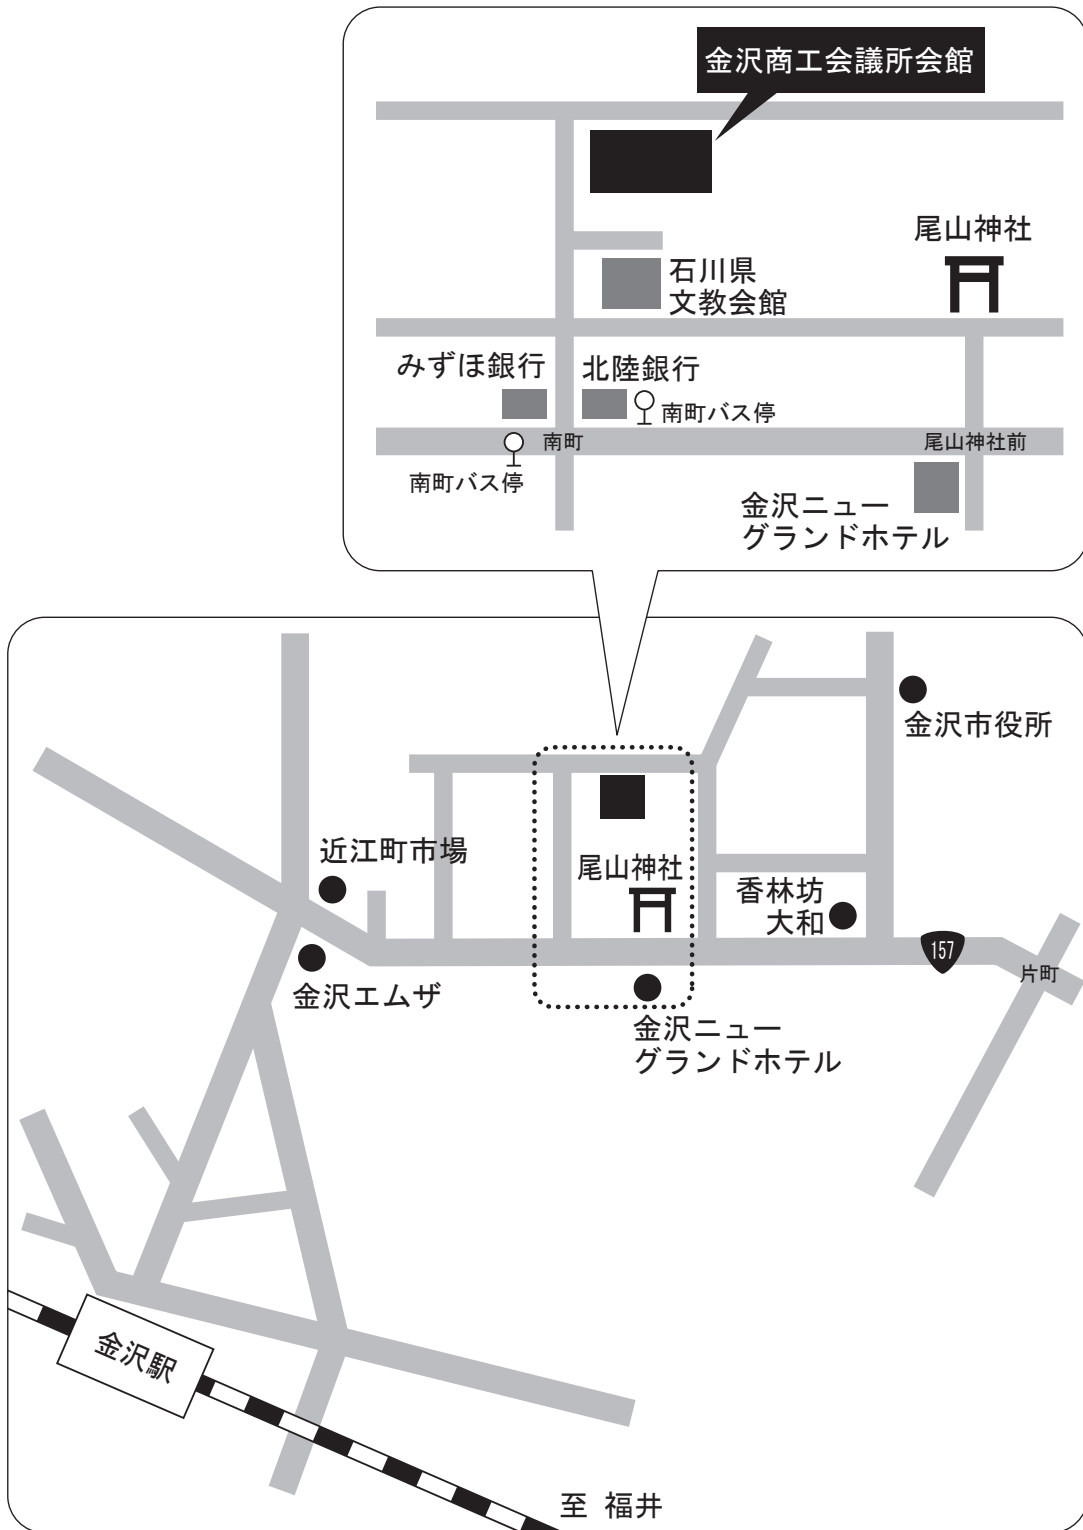 金沢商工会議所会館
尾山神社
石川県
文教会館
みずほ銀行
北陸銀行
南町バス停
南町
尾山神社前
南町バス停
金沢ニュー
グランドホテル
金沢市役所
近江町市場
尾山神社
香林坊
大和
157
片町
金沢エムザ
金沢ニュー
グランドホテル
金沢駅
至 福井